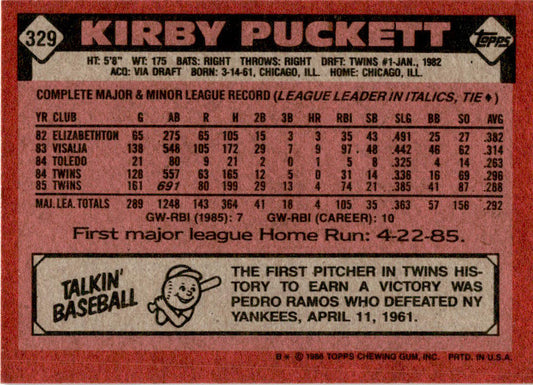 329 KIRBY PUCKETT Topps
HT: 5'8" WT: 175 BATS: RIGHT THROWS: RIGHT DRFT: TWINS #1-JAN., 1982
ACQ: VIA DRAFT BORN: 3-14-61, CHICAGO, ILL. HOME: CHICAGO, ILL.
COMPLETE MAJOR & MINOR LEAGUE RECORD (LEAGUE LEADER IN ITALICS, TIE ♦)
YR CLUB G AB R H 2B 3B HR RBI SB SLG BB SO AVG
82 ELIZABETHTON 65 275 65 105 15 3 3 35 43 .491 25 27 .382
83 VISALIA 138 548 105 172 29 7 9 97 48 .442 46 62 .314
84 TOLEDO 21 80 9 21 2 0 1 5 8 .325 4 14 .263
84 TWINS 128 557 63 165 12 5 0 31 14 .336 16 69 .296
85 TWINS 161 691 80 199 29 13 4 74 21 .385 41 87 .288
MAJ. LEA. TOTALS 289 1248 143 364 41 18 4 105 35 .363 57 156 .292
GW-RBI (1985): 7 GW-RBI (CAREER): 10
First major league Home Run: 4-22-85.
TALKIN' BASEBALL
THE FIRST PITCHER IN TWINS HIS-
TORY TO EARN A VICTORY WAS
PEDRO RAMOS WHO DEFEATED NY
YANKEES, APRIL 11, 1961.
B* © 1986 TOPPS CHEWING GUM, INC. PRTD. IN U.S.A.